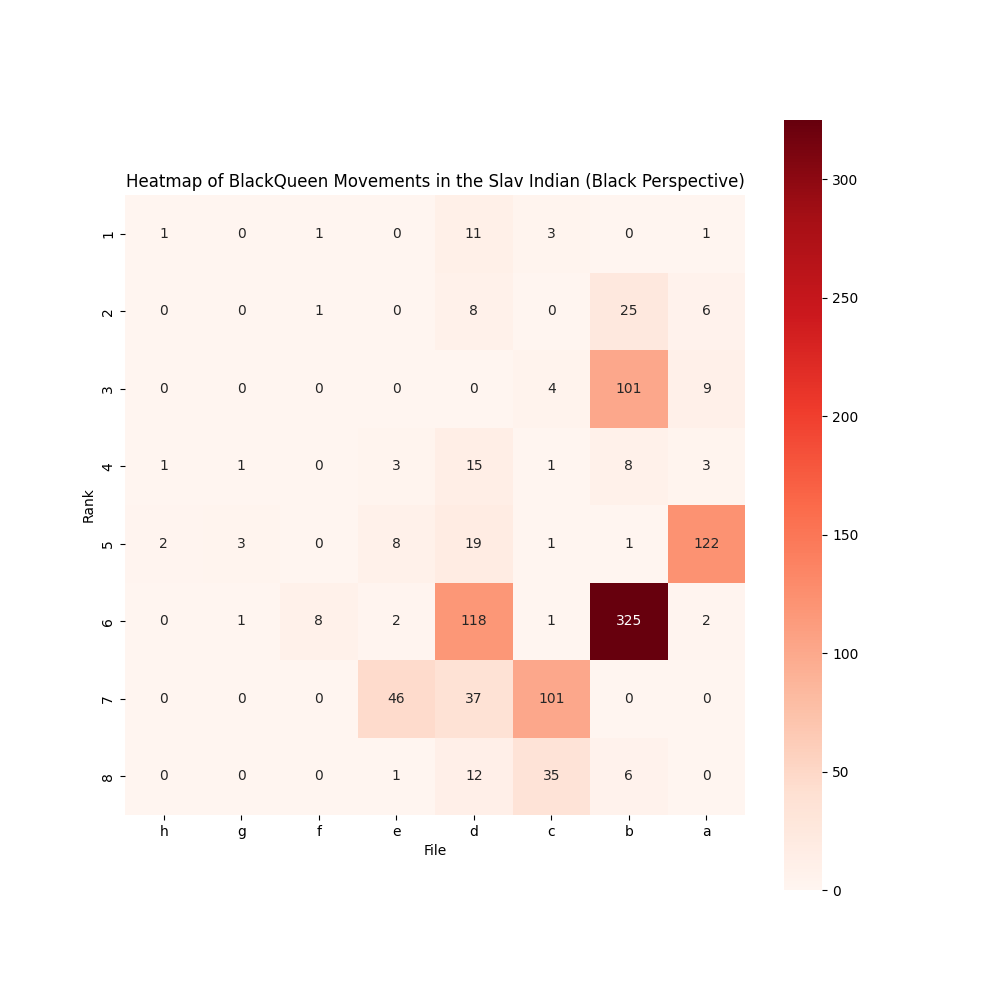 Heatmap of BlackQueen Movements in the Slav Indian (Black Perspective)
300
250
200
150
100
50
0
Rank
1 1 0 1 0 11 3 0 1
2 0 0 1 0 8 0 25 6
3 0 0 0 0 0 4 101 9
4 1 1 0 3 15 1 8 3
5 2 3 0 8 19 1 1 122
6 0 1 8 2 118 1 325 2
7 0 0 0 46 37 101 0 0
8 0 0 0 1 12 35 6 0
h g f e d c b a
File